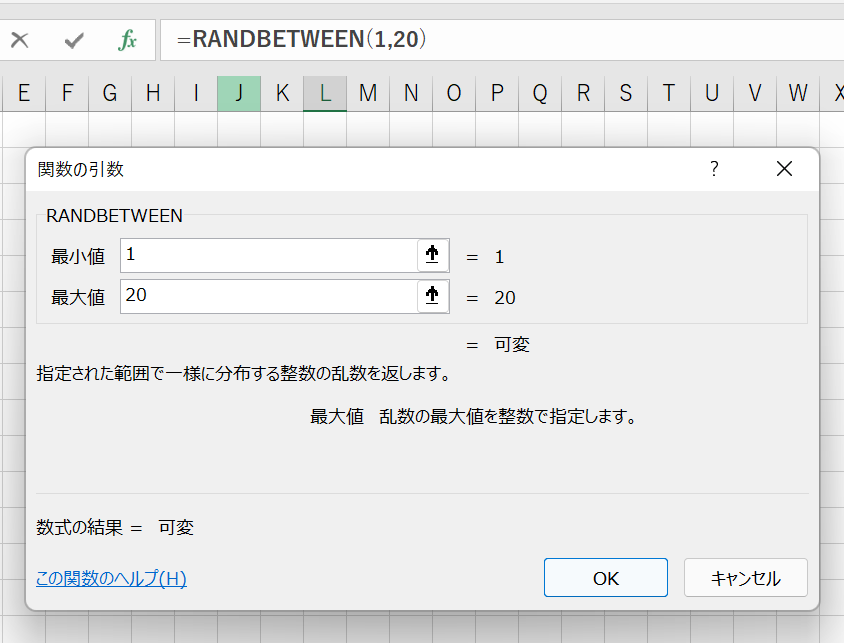 fx =RANDBETWEEN(1,20)
E F G H I J K L M N O P Q R S T U V W X
関数の引数 ?
RANDBETWEEN
最小値 1 = 1
最大値 20 = 20
= 可変
指定された範囲で一様に分布する整数の乱数を返します。
最大値 乱数の最大値を整数で指定します。
数式の結果 = 可変
この関数のヘルプ(H)
OK キャンセル